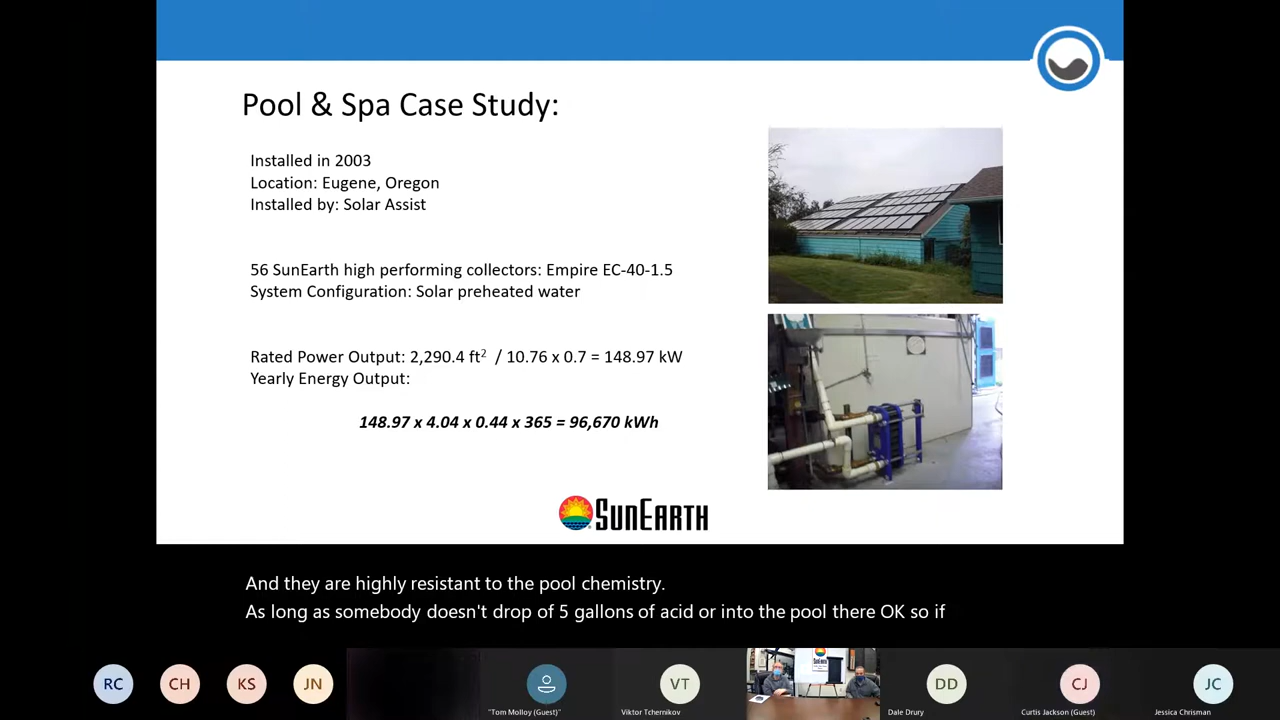 Pool & Spa Case Study:
Installed in 2003
Location: Eugene, Oregon
Installed by: Solar Assist
56 SunEarth high performing collectors: Empire EC-40-1.5
System Configuration: Solar preheated water
Rated Power Output: 2,290.4 ft² / 10.76 x 0.7 = 148.97 kW
Yearly Energy Output:
148.97 x 4.04 x 0.44 x 365 = 96,670 kWh
SUNEARTH
And they are highly resistant to the pool chemistry.
As long as somebody doesn't drop of 5 gallons of acid or into the pool there OK so if
RC
CH
KS
JN
"Tom Molloy (Guest)"
VT
Viktor Tchernikov
SUNEARTH
DD
Dale Drury
CJ
Curtis Jackson (Guest)
JC
Jessica Chrisman